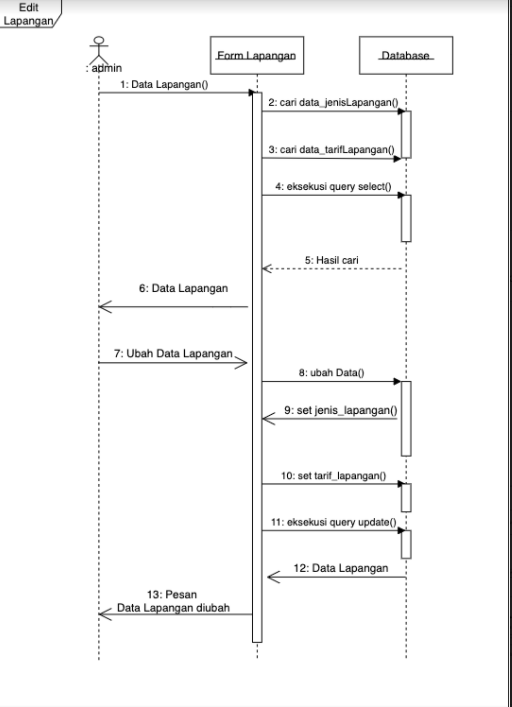 Edit
Lapangan
: admin
Form Lapangan
Database
1: Data Lapangan()
2: cari data_jenisLapangan()
3: cari data_tarifLapangan()
4: eksekusi query select()
5: Hasil cari
6: Data Lapangan
7: Ubah Data Lapangan
8: ubah Data()
9: set jenis_lapangan()
10: set tarif_lapangan()
11: eksekusi query update()
12: Data Lapangan
13: Pesan
Data Lapangan diubah